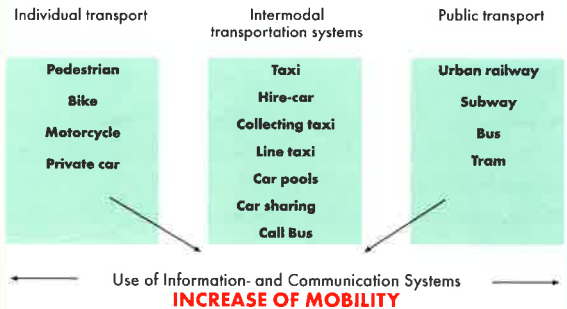 Individual transport
Pedestrian
Bike
Motorcycle
Private car
Intermodal
transportation systems
Taxi
Hire-car
Collecting taxi
Line taxi
Car pools
Car sharing
Call Bus
Public transport
Urban railway
Subway
Bus
Tram
Use of Information- and Communication Systems
INCREASE OF MOBILITY